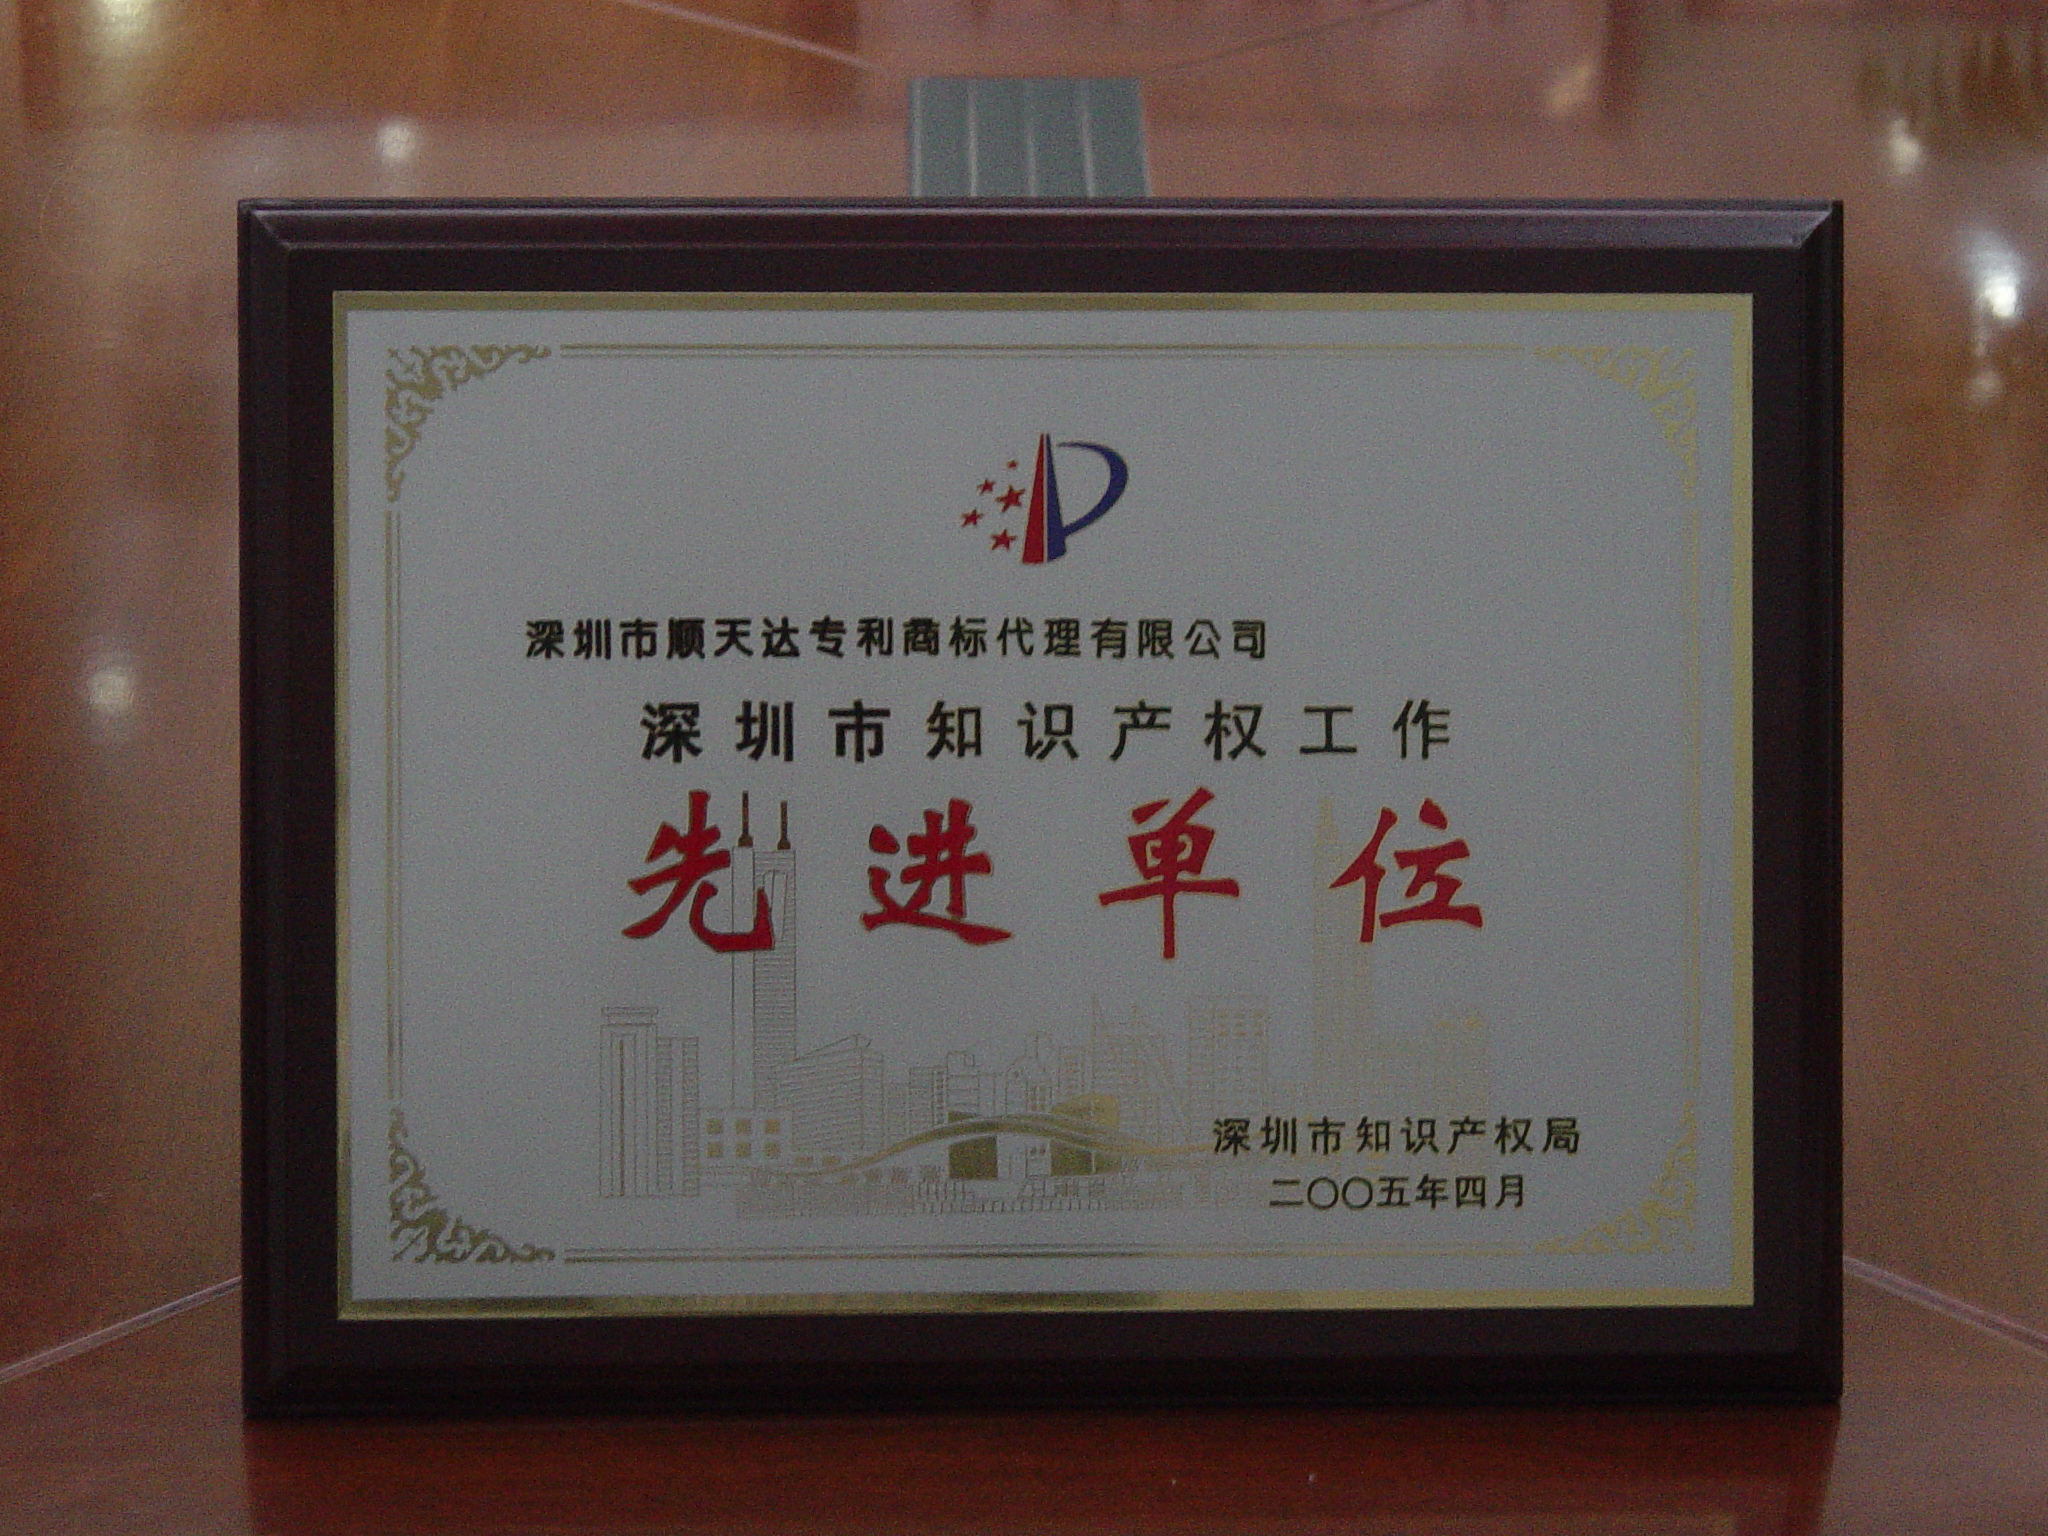 深圳市顺天达专利商标代理有限公司
深圳市知识产权工作
先进单位
深圳市知识产权局
二〇〇五年四月